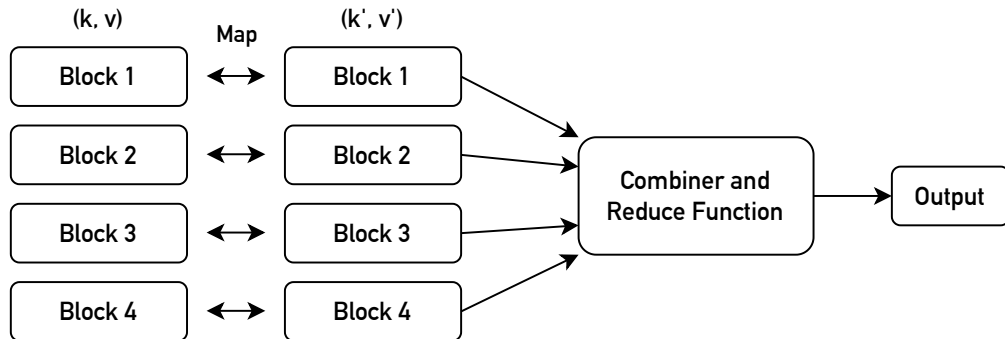 (k, v)
Map
(k', v')
Block 1
Block 1
Block 2
Block 2
Block 3
Block 3
Block 4
Block 4
Combiner and
Reduce Function
Output